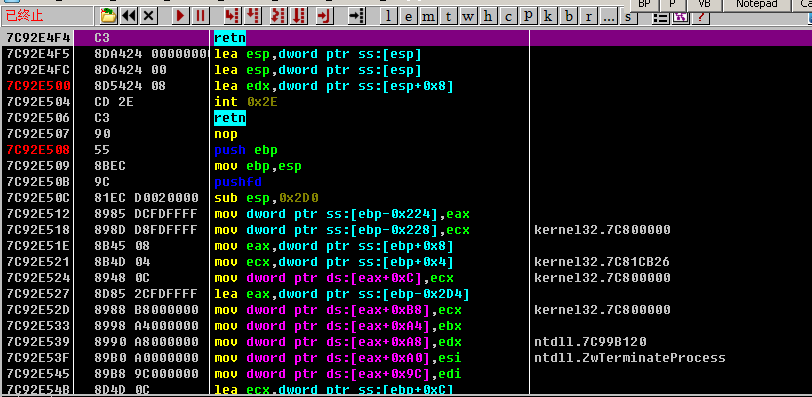 BP P VB Notepad Ca
已终止 l e m t w h c p k b r ... s ?
7C92E4F4 C3 retn
7C92E4F5 8DA424 00000000 lea esp,dword ptr ss:[esp]
7C92E4FC 8D6424 00 lea esp,dword ptr ss:[esp]
7C92E500 8D5424 08 lea edx,dword ptr ss:[esp+0x8]
7C92E504 CD 2E int 0x2E
7C92E506 C3 retn
7C92E507 90 nop
7C92E508 55 push ebp
7C92E509 8BEC mov ebp,esp
7C92E50B 9C pushfd
7C92E50C 81EC D0020000 sub esp,0x2D0
7C92E512 8985 DCFDFFFF mov dword ptr ss:[ebp-0x224],eax
7C92E518 898D D8FDFFFF mov dword ptr ss:[ebp-0x228],ecx kernel32.7C800000
7C92E51E 8B45 08 mov eax,dword ptr ss:[ebp+0x8]
7C92E521 8B4D 04 mov ecx,dword ptr ss:[ebp+0x4] kernel32.7C81CB26
7C92E524 8948 0C mov dword ptr ds:[eax+0xC],ecx kernel32.7C800000
7C92E527 8D85 2CFDFFFF lea eax,dword ptr ss:[ebp-0x2D4]
7C92E52D 8988 B8000000 mov dword ptr ds:[eax+0xB8],ecx kernel32.7C800000
7C92E533 8998 A4000000 mov dword ptr ds:[eax+0xA4],ebx
7C92E539 8990 A8000000 mov dword ptr ds:[eax+0xA8],edx ntdll.7C99B120
7C92E53F 89B0 A0000000 mov dword ptr ds:[eax+0xA0],esi ntdll.ZwTerminateProcess
7C92E545 89B8 9C000000 mov dword ptr ds:[eax+0x9C],edi
7C92E54B 8D4D 0C lea ecx,dword ptr ss:[ebp+0xC]